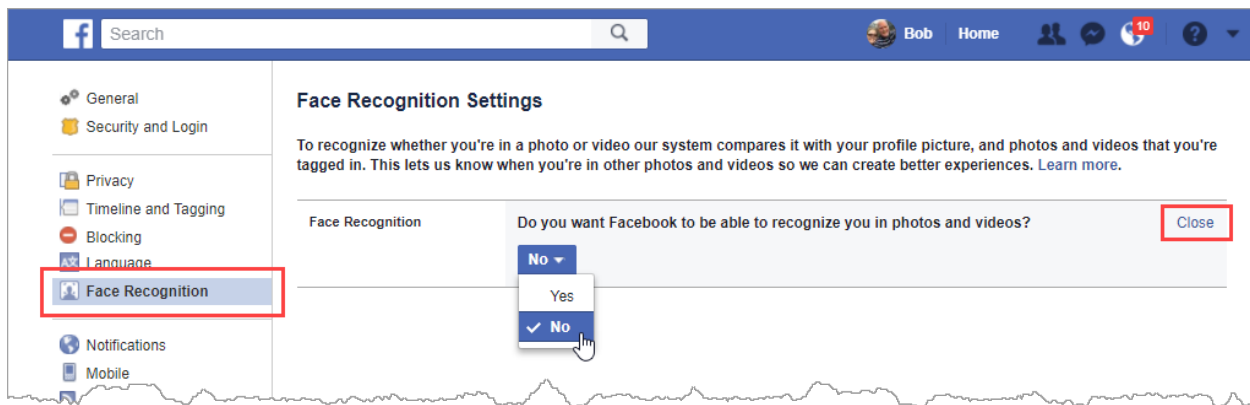 f
Search
Bob
Home
10
?
General
Security and Login
Privacy
Timeline and Tagging
Blocking
Language
Face Recognition
Notifications
Mobile
Face Recognition Settings
To recognize whether you're in a photo or video our system compares it with your profile picture, and photos and videos that you're
tagged in. This lets us know when you're in other photos and videos so we can create better experiences. Learn more.
Face Recognition
Do you want Facebook to be able to recognize you in photos and videos?
Close
No
Yes
No